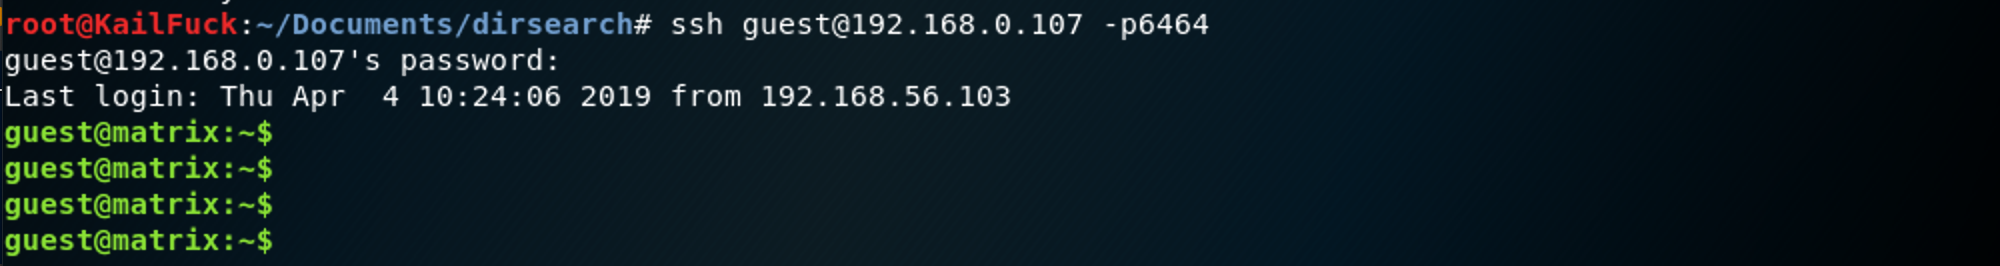 root@KailFuck:~/Documents/dirsearch# ssh guest@192.168.0.107 -p6464
guest@192.168.0.107's password:
Last login: Thu Apr  4 10:24:06 2019 from 192.168.56.103
guest@matrix:~$
guest@matrix:~$
guest@matrix:~$
guest@matrix:~$